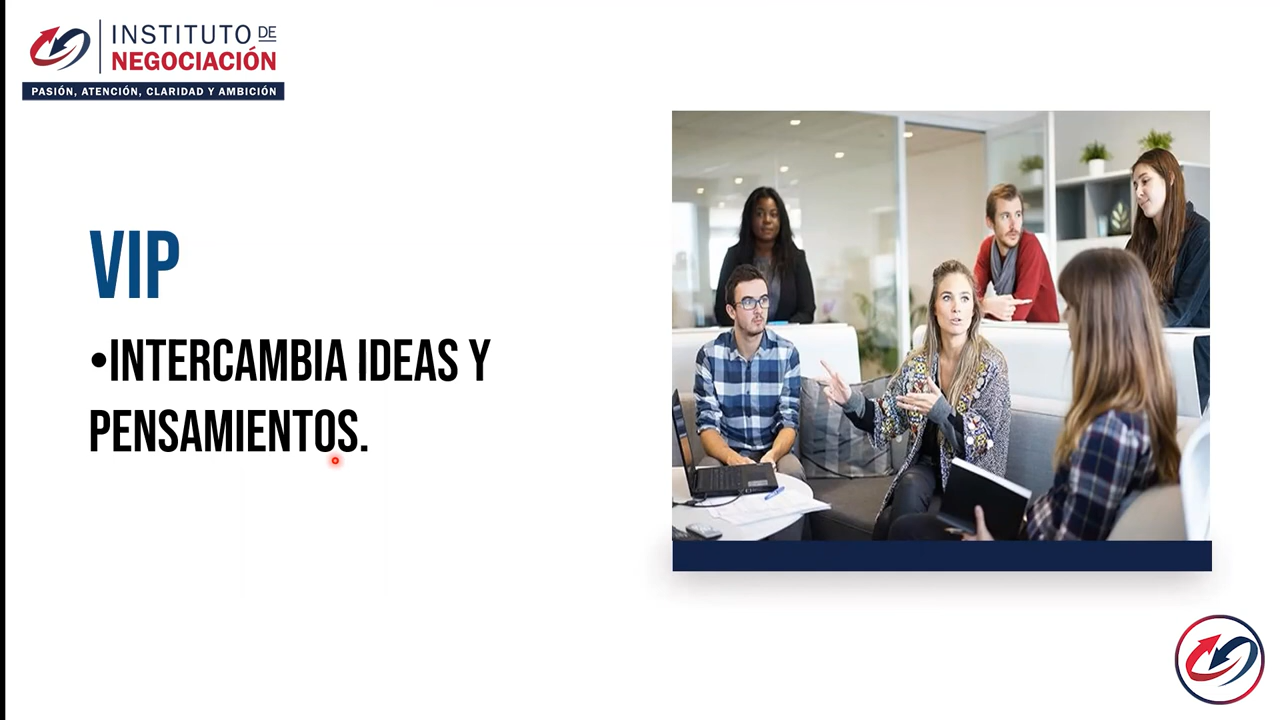 INSTITUTO DE
NEGOCIACIÓN
PASIÓN, ATENCIÓN, CLARIDAD Y AMBICIÓN
VIP
•INTERCAMBIA IDEAS Y
PENSAMIENTOS.